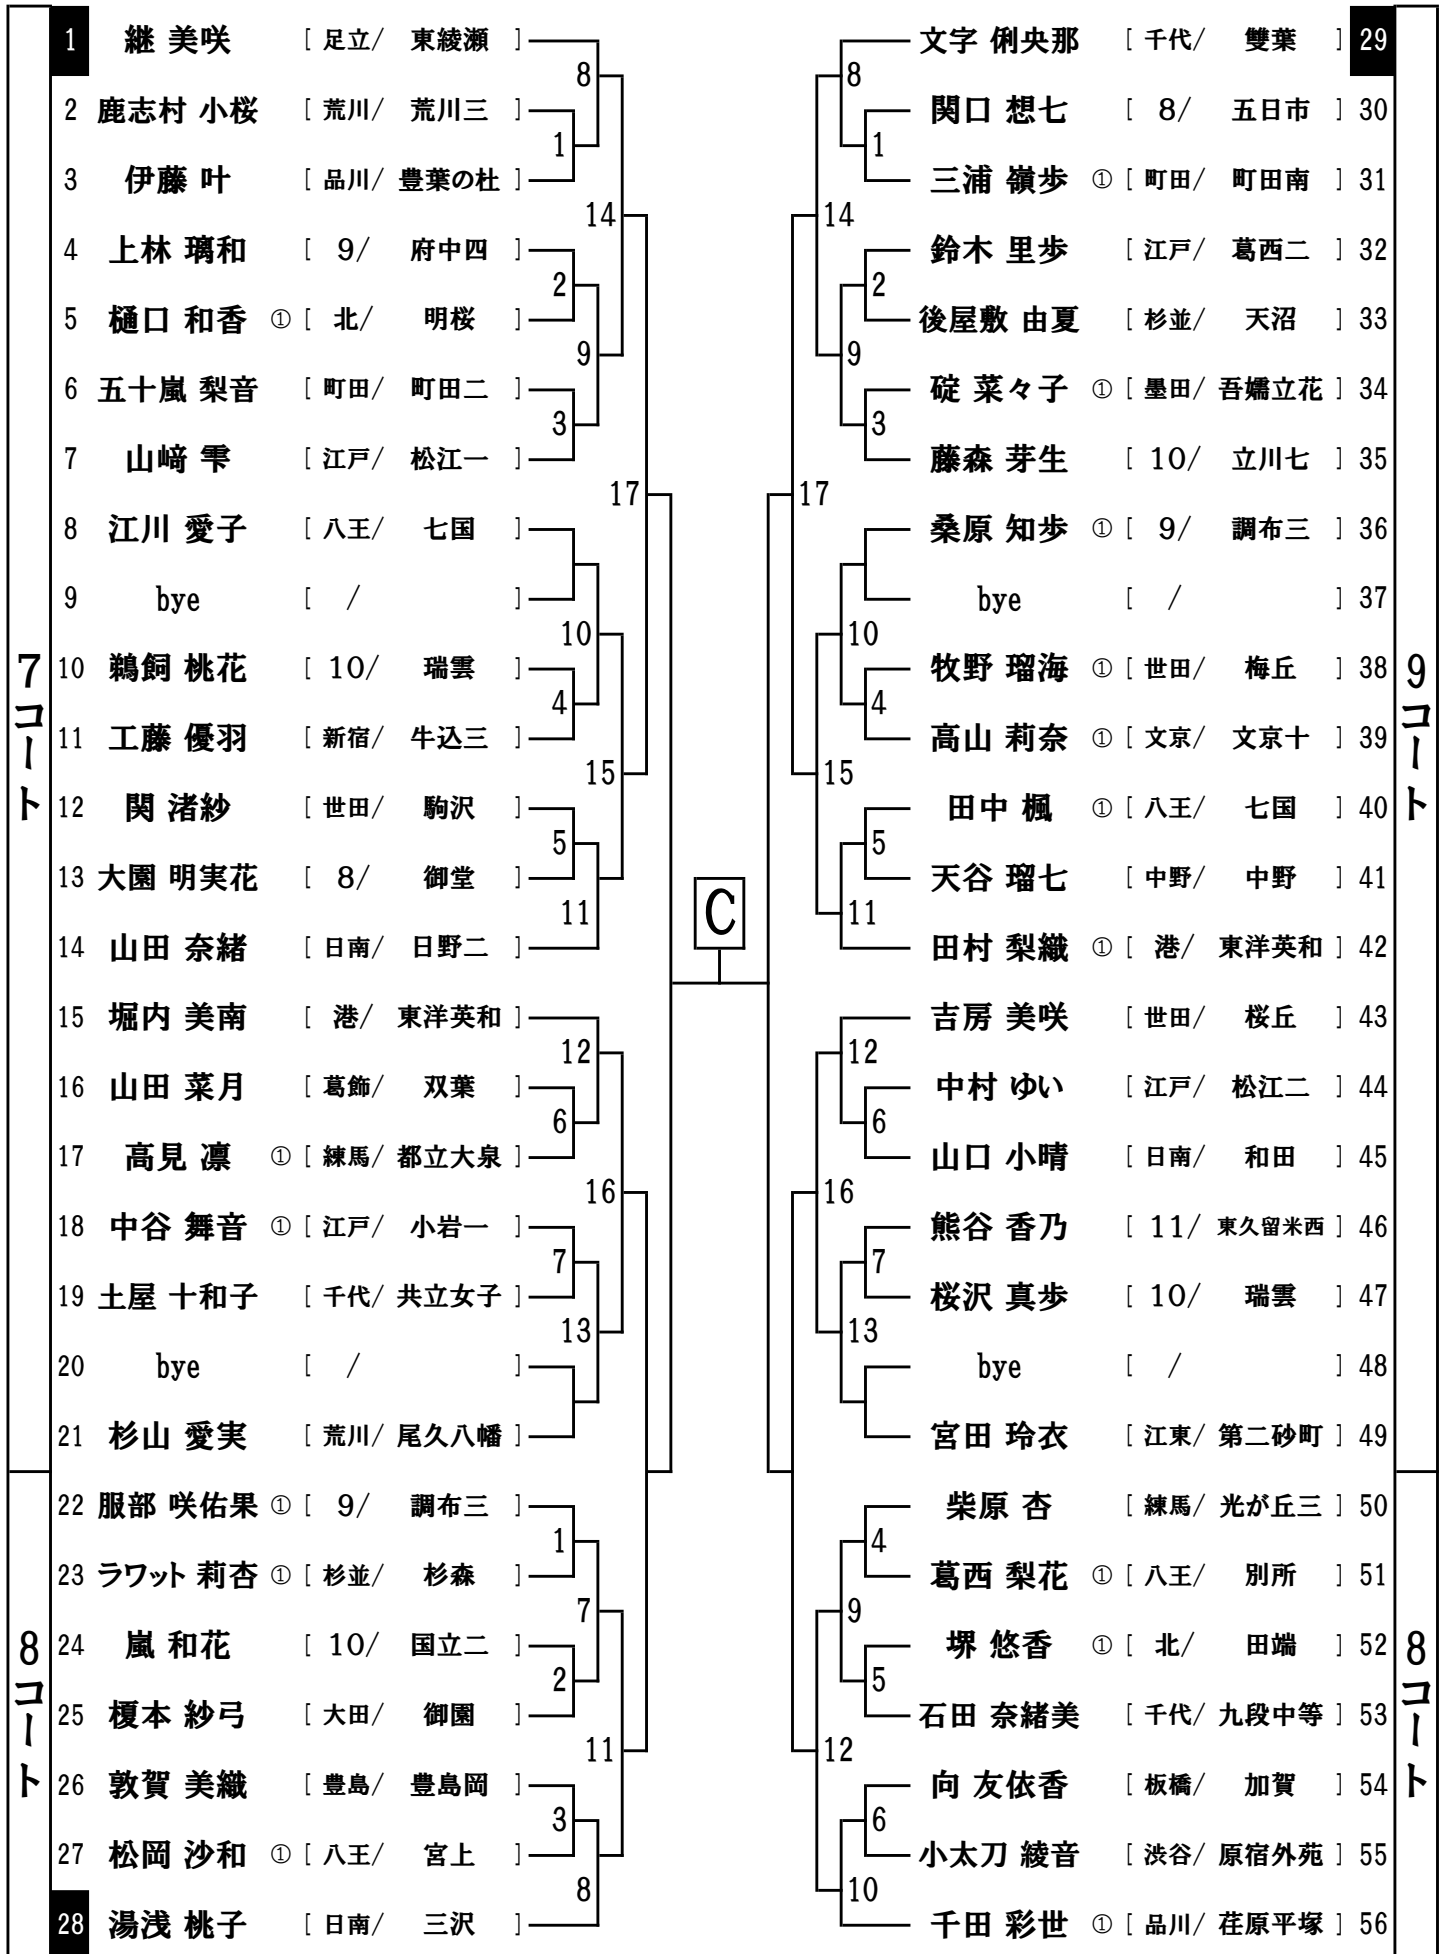 1 継 美咲 [ 足立/ 東綾瀬 ]
8
2 鹿志村 小桜 [ 荒川/ 荒川三 ]
1
3 伊藤 叶 [ 品川/ 豊葉の杜 ]
14
4 上林 璃和 [ 9/ 府中四 ]
2
5 樋口 和香 ① [ 北/ 明桜 ]
9
6 五十嵐 梨音 [ 町田/ 町田二 ]
3
7 山﨑 雫 [ 江戸/ 松江一 ]
17
8 江川 愛子 [ 八王/ 七国 ]
9 bye [ / ]
10
10 鵜飼 桃花 [ 10/ 瑞雲 ]
4
11 工藤 優羽 [ 新宿/ 牛込三 ]
15
12 関 渚紗 [ 世田/ 駒沢 ]
5
13 大園 明実花 [ 8/ 御堂 ]
11
14 山田 奈緒 [ 日南/ 日野二 ]
15 堀内 美南 [ 港/ 東洋英和 ]
12
16 山田 菜月 [ 葛飾/ 双葉 ]
6
17 高見 凛 ① [ 練馬/ 都立大泉 ]
16
18 中谷 舞音 ① [ 江戸/ 小岩一 ]
7
19 土屋 十和子 [ 千代/ 共立女子 ]
13
20 bye [ / ]
21 杉山 愛実 [ 荒川/ 尾久八幡 ]
7コート
22 服部 咲佑果 ① [ 9/ 調布三 ]
1
23 ラワット 莉杏 ① [ 杉並/ 杉森 ]
7
24 嵐 和花 [ 10/ 国立二 ]
2
25 榎本 紗弓 [ 大田/ 御園 ]
11
26 敦賀 美織 [ 豊島/ 豊島岡 ]
3
27 松岡 沙和 ① [ 八王/ 宮上 ]
8
28 湯浅 桃子 [ 日南/ 三沢 ]
8コート
C
文字 俐央那 [ 千代/ 雙葉 ] 29
8
関口 想七 [ 8/ 五日市 ] 30
1
三浦 嶺歩 ① [ 町田/ 町田南 ] 31
14
鈴木 里歩 [ 江戸/ 葛西二 ] 32
2
後屋敷 由夏 [ 杉並/ 天沼 ] 33
9
碇 菜々子 ① [ 墨田/ 吾嬬立花 ] 34
3
藤森 芽生 [ 10/ 立川七 ] 35
17
桑原 知歩 ① [ 9/ 調布三 ] 36
bye [ / ] 37
10
牧野 瑠海 ① [ 世田/ 梅丘 ] 38
4
高山 莉奈 ① [ 文京/ 文京十 ] 39
15
田中 楓 ① [ 八王/ 七国 ] 40
5
天谷 瑠七 [ 中野/ 中野 ] 41
11
田村 梨織 ① [ 港/ 東洋英和 ] 42
吉房 美咲 [ 世田/ 桜丘 ] 43
12
中村 ゆい [ 江戸/ 松江二 ] 44
6
山口 小晴 [ 日南/ 和田 ] 45
16
熊谷 香乃 [ 11/ 東久留米西 ] 46
7
桜沢 真歩 [ 10/ 瑞雲 ] 47
13
bye [ / ] 48
宮田 玲衣 [ 江東/ 第二砂町 ] 49
9コート
柴原 杏 [ 練馬/ 光が丘三 ] 50
4
葛西 梨花 ① [ 八王/ 別所 ] 51
9
堺 悠香 ① [ 北/ 田端 ] 52
5
石田 奈緒美 [ 千代/ 九段中等 ] 53
12
向 友依香 [ 板橋/ 加賀 ] 54
6
小太刀 綾音 [ 渋谷/ 原宿外苑 ] 55
10
千田 彩世 ① [ 品川/ 荏原平塚 ] 56
8コート